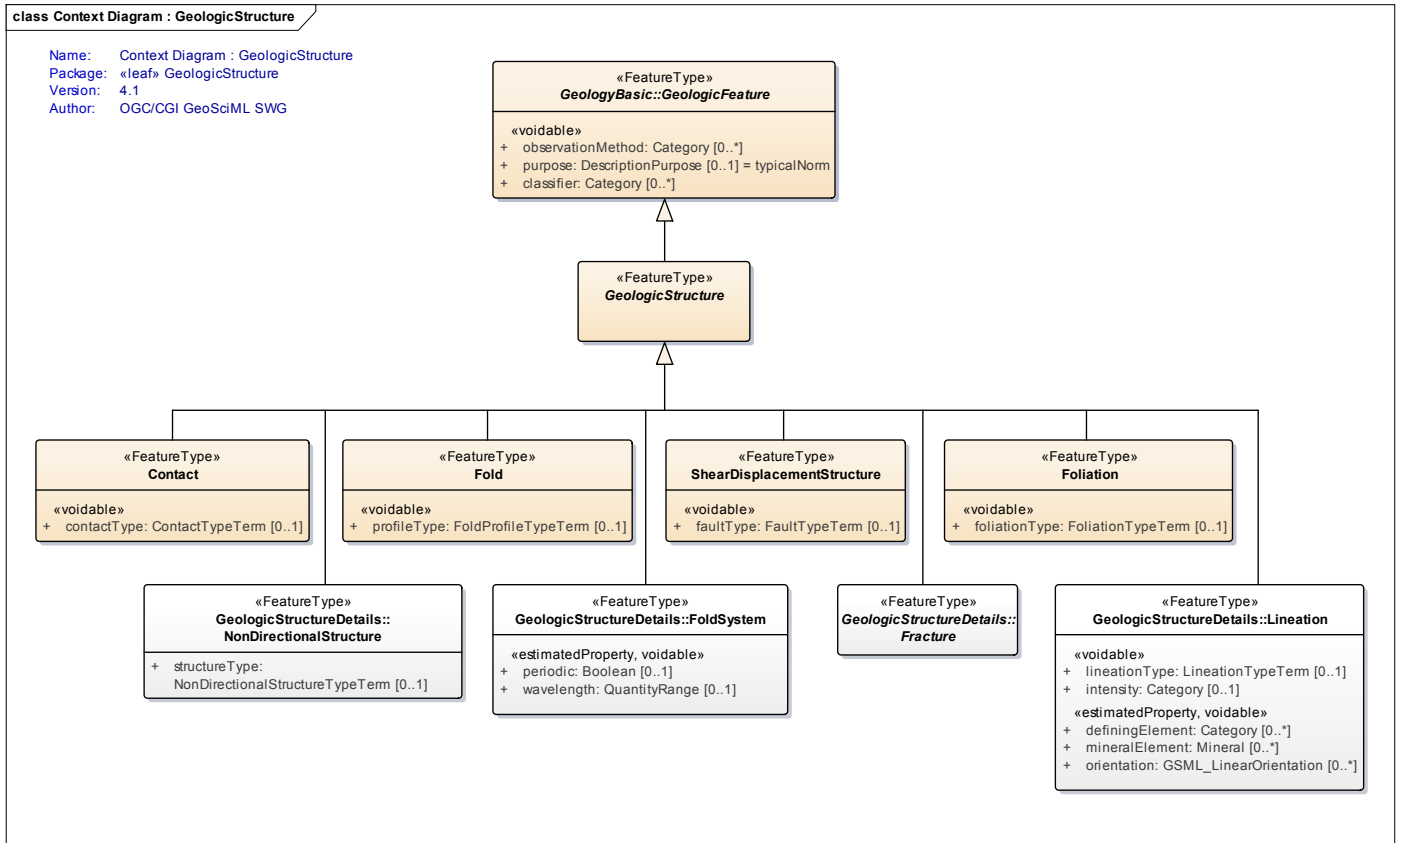 class Context Diagram : GeologicStructure
Name: Context Diagram : GeologicStructure
Package: «leaf» GeologicStructure
Version: 4.1
Author: OGC/CGI GeoSciML SWG
«FeatureType»
GeologyBasic::GeologicFeature
«voidable»
+ observationMethod: Category [0..*]
+ purpose: DescriptionPurpose [0..1] = typicalNorm
+ classifier: Category [0..*]
«FeatureType»
GeologicStructure
«FeatureType»
Contact
«voidable»
+ contactType: ContactTypeTerm [0..1]
«FeatureType»
Fold
«voidable»
+ profileType: FoldProfileTypeTerm [0..1]
«FeatureType»
ShearDisplacementStructure
«voidable»
+ faultType: FaultTypeTerm [0..1]
«FeatureType»
Foliation
«voidable»
+ foliationType: FoliationTypeTerm [0..1]
«FeatureType»
GeologicStructureDetails::
NonDirectionalStructure
+ structureType:
NonDirectionalStructureTypeTerm [0..1]
«FeatureType»
GeologicStructureDetails::FoldSystem
«estimatedProperty, voidable»
+ periodic: Boolean [0..1]
+ wavelength: QuantityRange [0..1]
«FeatureType»
GeologicStructureDetails::
Fracture
«FeatureType»
GeologicStructureDetails::Lineation
«voidable»
+ lineationType: LineationTypeTerm [0..1]
+ intensity: Category [0..1]
«estimatedProperty, voidable»
+ definingElement: Category [0..*]
+ mineralElement: Mineral [0..*]
+ orientation: GSML_LinearOrientation [0..*]